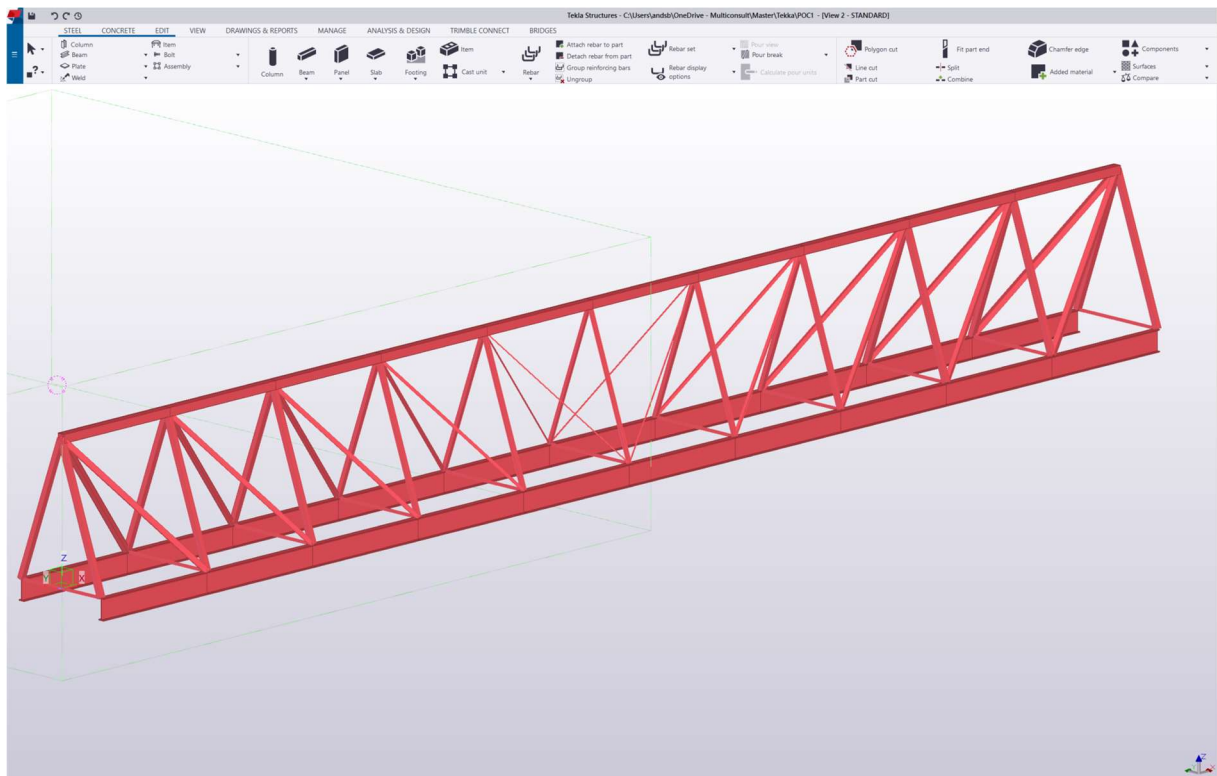 Tekla Structures - C:\Users\andsb\OneDrive - Multiconsult\Master\Tekka\POC1 - [View 2 - STANDARD]
STEEL CONCRETE EDIT VIEW DRAWINGS & REPORTS MANAGE ANALYSIS & DESIGN TRIMBLE CONNECT BRIDGES
Column Item
Beam Bolt
Plate Assembly
Weld
Column Beam Panel Slab Footing
Item
Cast unit
Rebar
Attach rebar to part
Detach rebar from part
Group reinforcing bars
Ungroup
Rebar set
Rebar display
options
Pour view
Pour break
Calculate pour units
Polygon cut
Line cut
Part cut
Fit part end
Split
Combine
Chamfer edge
Added material
Components
Surfaces
Compare
Z
Y X
Z